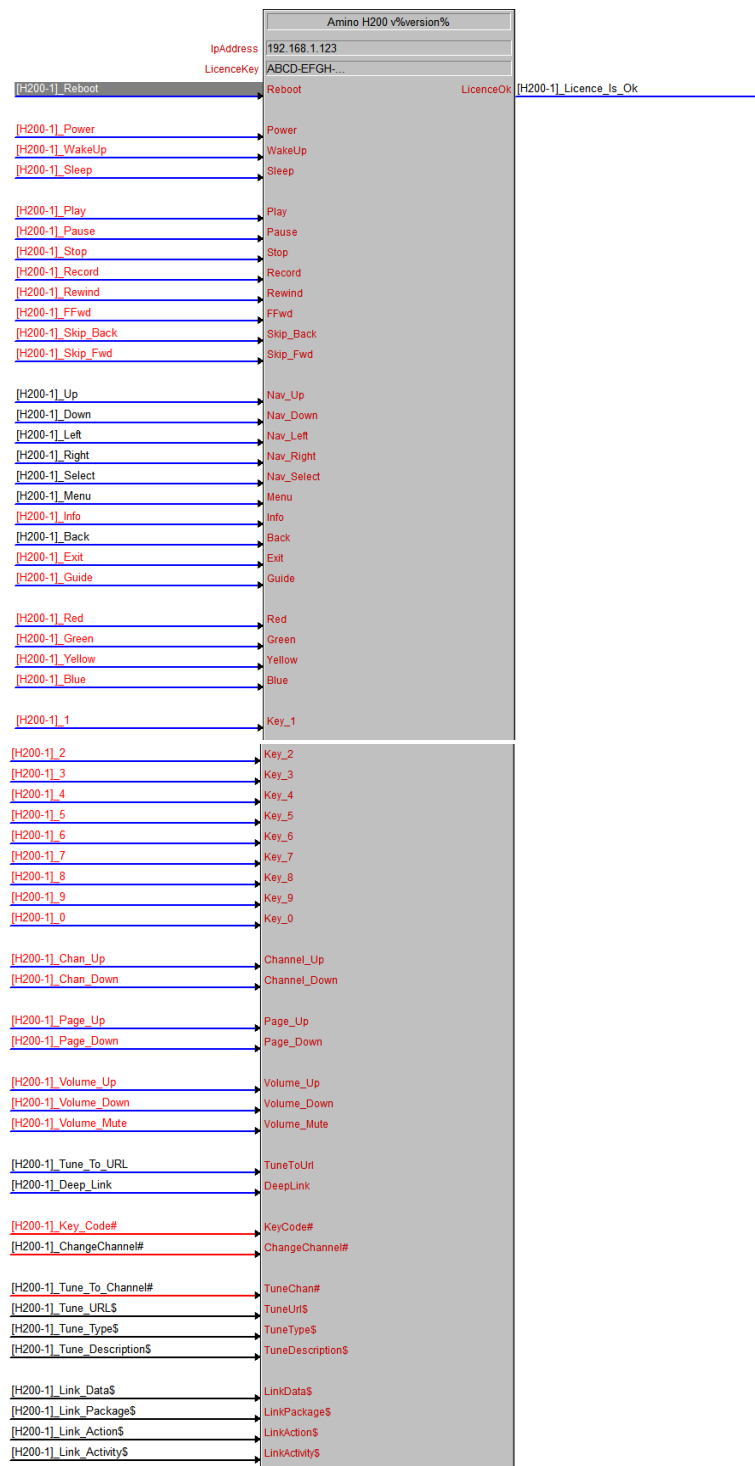 Amino H200 v%version%
IpAddress 192.168.1.123
LicenceKey ABCD-EFGH-...
[H200-1]_Reboot Reboot LicenceOk [H200-1]_Licence_Is_Ok
[H200-1]_Power Power
[H200-1]_WakeUp WakeUp
[H200-1]_Sleep Sleep
[H200-1]_Play Play
[H200-1]_Pause Pause
[H200-1]_Stop Stop
[H200-1]_Record Record
[H200-1]_Rewind Rewind
[H200-1]_FFwd FFwd
[H200-1]_Skip_Back Skip_Back
[H200-1]_Skip_Fwd Skip_Fwd
[H200-1]_Up Nav_Up
[H200-1]_Down Nav_Down
[H200-1]_Left Nav_Left
[H200-1]_Right Nav_Right
[H200-1]_Select Nav_Select
[H200-1]_Menu Menu
[H200-1]_Info Info
[H200-1]_Back Back
[H200-1]_Exit Exit
[H200-1]_Guide Guide
[H200-1]_Red Red
[H200-1]_Green Green
[H200-1]_Yellow Yellow
[H200-1]_Blue Blue
[H200-1]_1 Key_1
[H200-1]_2 Key_2
[H200-1]_3 Key_3
[H200-1]_4 Key_4
[H200-1]_5 Key_5
[H200-1]_6 Key_6
[H200-1]_7 Key_7
[H200-1]_8 Key_8
[H200-1]_9 Key_9
[H200-1]_0 Key_0
[H200-1]_Chan_Up Channel_Up
[H200-1]_Chan_Down Channel_Down
[H200-1]_Page_Up Page_Up
[H200-1]_Page_Down Page_Down
[H200-1]_Volume_Up Volume_Up
[H200-1]_Volume_Down Volume_Down
[H200-1]_Volume_Mute Volume_Mute
[H200-1]_Tune_To_URL TuneToUrl
[H200-1]_Deep_Link DeepLink
[H200-1]_Key_Code# KeyCode#
[H200-1]_ChangeChannel# ChangeChannel#
[H200-1]_Tune_To_Channel# TuneChan#
[H200-1]_Tune_URL$ TuneUrl$
[H200-1]_Tune_Type$ TuneType$
[H200-1]_Tune_Description$ TuneDescription$
[H200-1]_Link_Data$ LinkData$
[H200-1]_Link_Package$ LinkPackage$
[H200-1]_Link_Action$ LinkAction$
[H200-1]_Link_Activity$ LinkActivity$